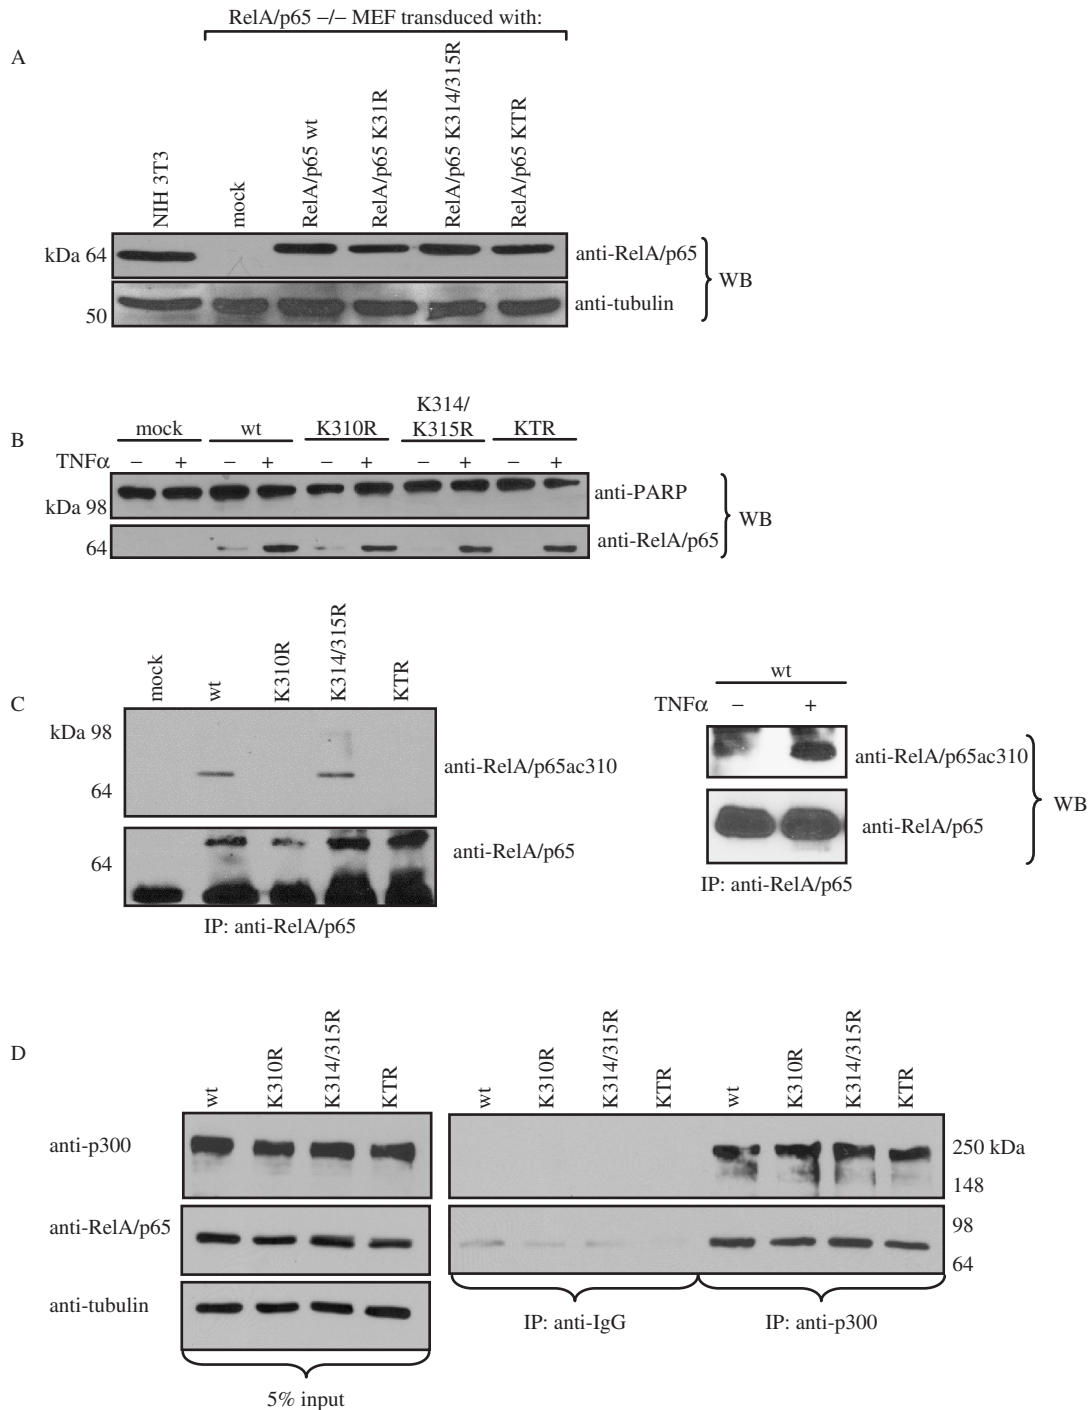 RelA/p65 −/− MEF transduced with:
A
NIH 3T3
mock
RelA/p65 wt
RelA/p65 K31R
RelA/p65 K314/315R
RelA/p65 KTR
kDa 64
anti-RelA/p65
50
anti-tubulin
WB
B
mock
wt
K310R
K314/
K315R
KTR
TNFα − + − + − + − + − +
kDa 98
anti-PARP
64
anti-RelA/p65
WB
C
mock
wt
K310R
K314/315R
KTR
kDa 98
64
anti-RelA/p65ac310
64
anti-RelA/p65
IP: anti-RelA/p65
wt
TNFα − +
anti-RelA/p65ac310
anti-RelA/p65
WB
IP: anti-RelA/p65
D
wt
K310R
K314/315R
KTR
wt
K310R
K314/315R
KTR
wt
K310R
K314/315R
KTR
anti-p300
250 kDa
148
anti-RelA/p65
98
64
anti-tubulin
IP: anti-IgG
IP: anti-p300
5% input